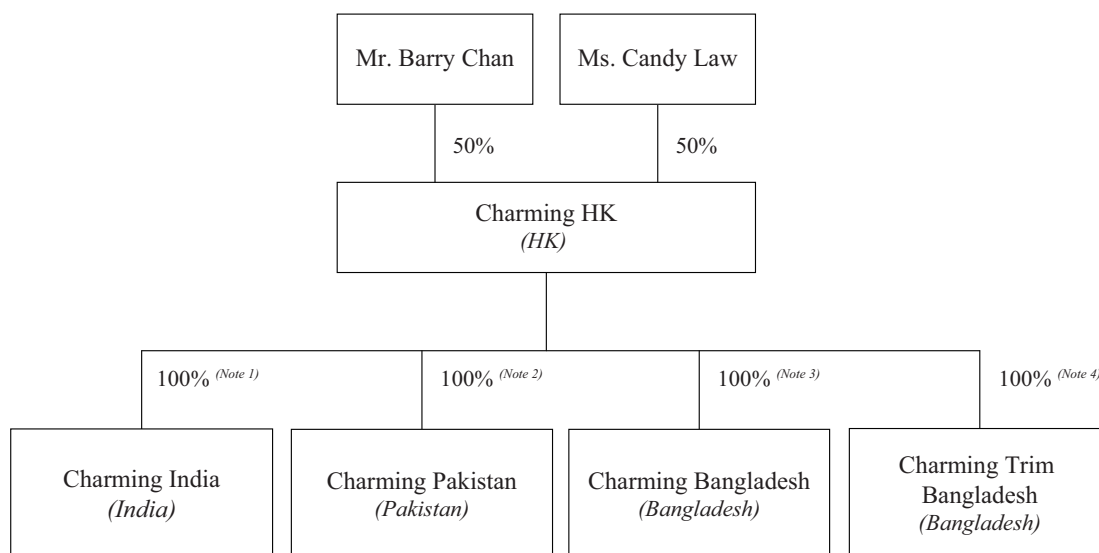 Mr. Barry Chan
Ms. Candy Law
50%
50%
Charming HK
(HK)
100% (Note 1)
100% (Note 2)
100% (Note 3)
100% (Note 4)
Charming India
(India)
Charming Pakistan
(Pakistan)
Charming Bangladesh
(Bangladesh)
Charming Trim
Bangladesh
(Bangladesh)